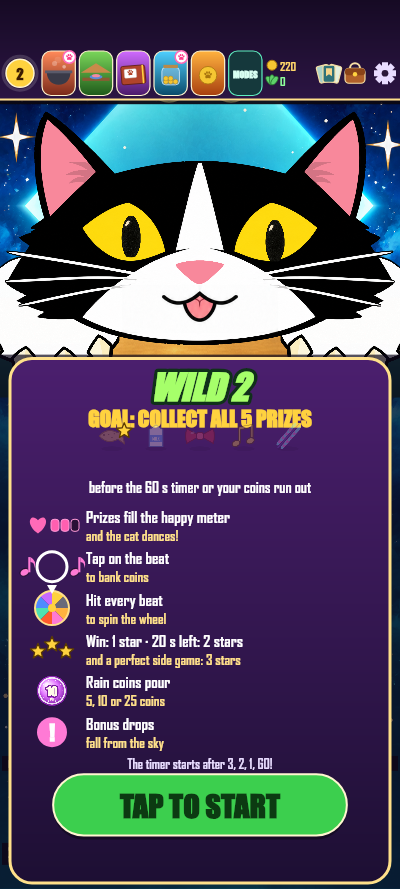 2
MODES
220
0
WILD 2
GOAL: COLLECT ALL 5 PRIZES
before the 60 s timer or your coins run out
Prizes fill the happy meter
and the cat dances!
Tap on the beat
to bank coins
Hit every beat
to spin the wheel
Win: 1 star · 20 s left: 2 stars
and a perfect side game: 3 stars
10
Rain coins pour
5, 10 or 25 coins
!
Bonus drops
fall from the sky
The timer starts after 3, 2, 1, GO!
TAP TO START